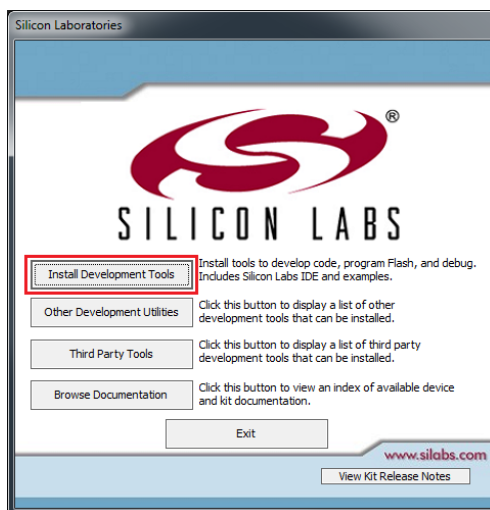 Silicon Laboratories
®
SILICON LABS
Install Development Tools
Install tools to develop code, program Flash, and debug.
Includes Silicon Labs IDE and examples.
Other Development Utilities
Click this button to display a list of other
development tools that can be installed.
Third Party Tools
Click this button to display a list of third party
development tools that can be installed.
Browse Documentation
Click this button to view an index of available device
and kit documentation.
Exit
www.silabs.com
View Kit Release Notes